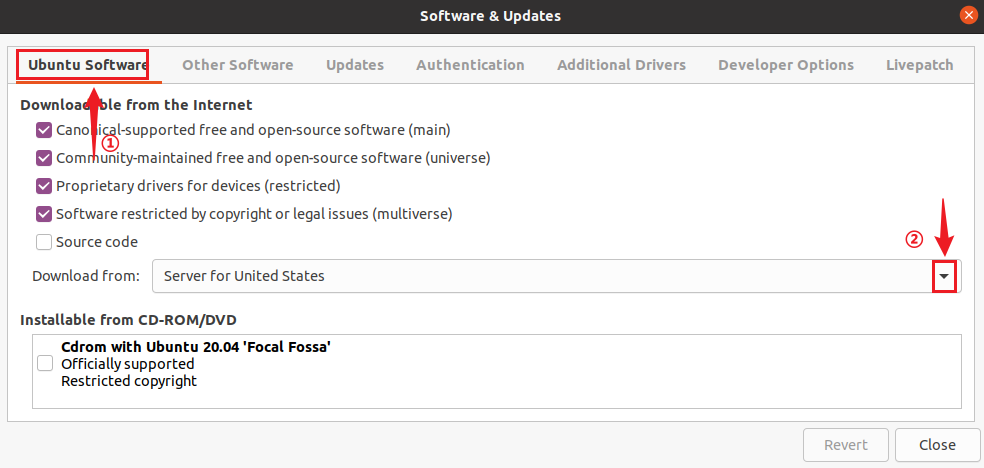 Software & Updates
Ubuntu Software Other Software Updates Authentication Additional Drivers Developer Options Livepatch
Downloadable from the Internet
Canonical-supported free and open-source software (main)
①
Community-maintained free and open-source software (universe)
Proprietary drivers for devices (restricted)
Software restricted by copyright or legal issues (multiverse)
Source code
②
Download from: Server for United States
Installable from CD-ROM/DVD
Cdrom with Ubuntu 20.04 'Focal Fossa'
Officially supported
Restricted copyright
Revert Close